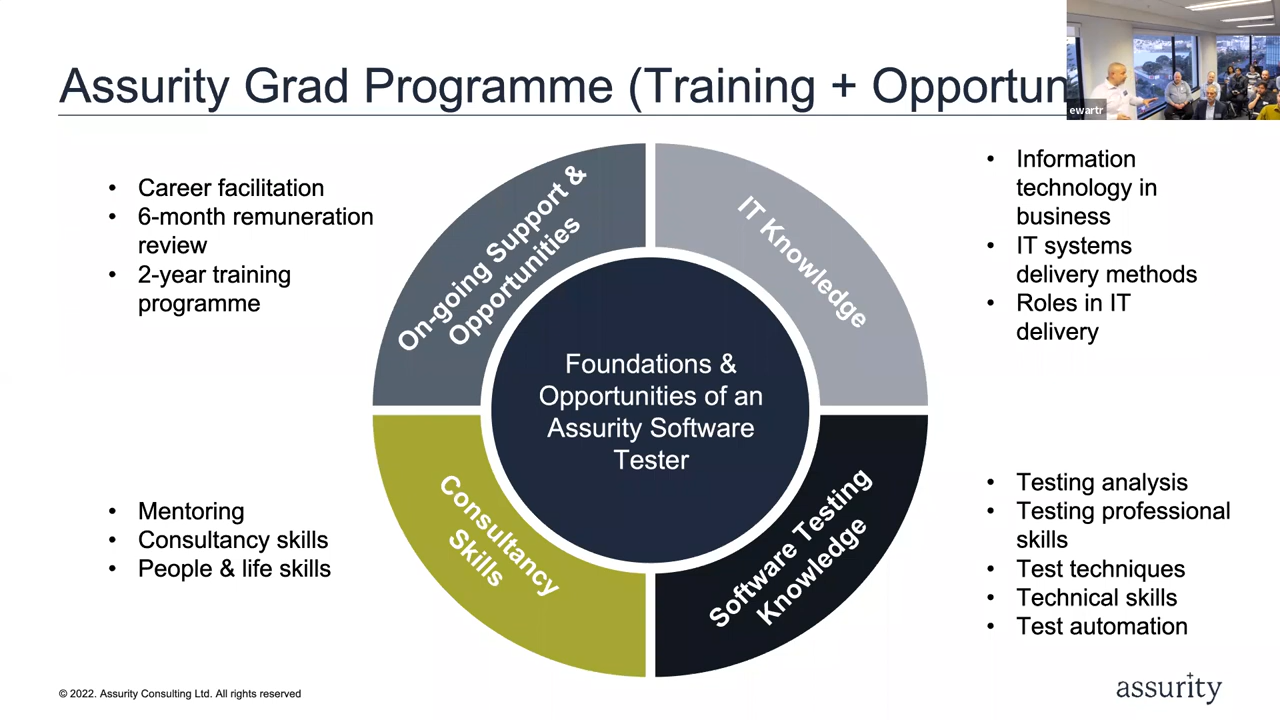 Assurity Grad Programme (Training + Opportun
ewartr
• Career facilitation
• 6-month remuneration
review
• 2-year training
programme
On-going Support &
Opportunities
IT Knowledge
• Information
technology in
business
• IT systems
delivery methods
• Roles in IT
delivery
Foundations &
Opportunities of an
Assurity Software
Tester
• Mentoring
• Consultancy skills
• People & life skills
Consultancy
Skills
Software Testing
Knowledge
• Testing analysis
• Testing professional
skills
• Test techniques
• Technical skills
• Test automation
© 2022. Assurity Consulting Ltd. All rights reserved
assurity